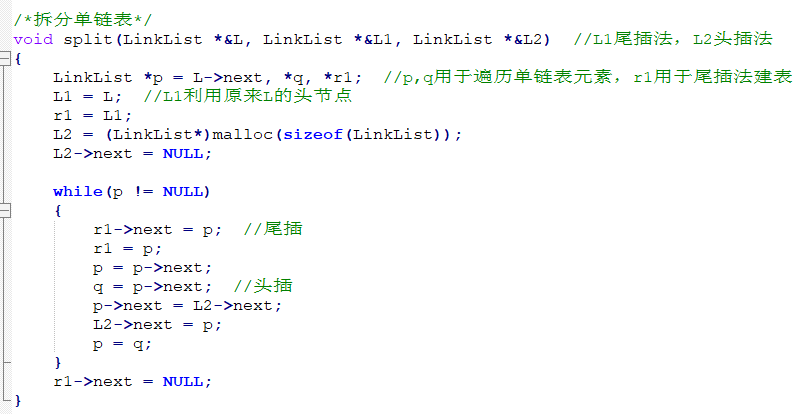 /*拆分单链表*/
void split(LinkList *&L, LinkList *&L1, LinkList *&L2)  //L1尾插法，L2头插法
{
    LinkList *p = L->next, *q, *r1;  //p,q用于遍历单链表元素，r1用于尾插法建表
    L1 = L;  //L1利用原来L的头节点
    r1 = L1;
    L2 = (LinkList*)malloc(sizeof(LinkList));
    L2->next = NULL;

    while(p != NULL)
    {
        r1->next = p;  //尾插
        r1 = p;
        p = p->next;
        q = p->next;  //头插
        p->next = L2->next;
        L2->next = p;
        p = q;
    }
    r1->next = NULL;
}